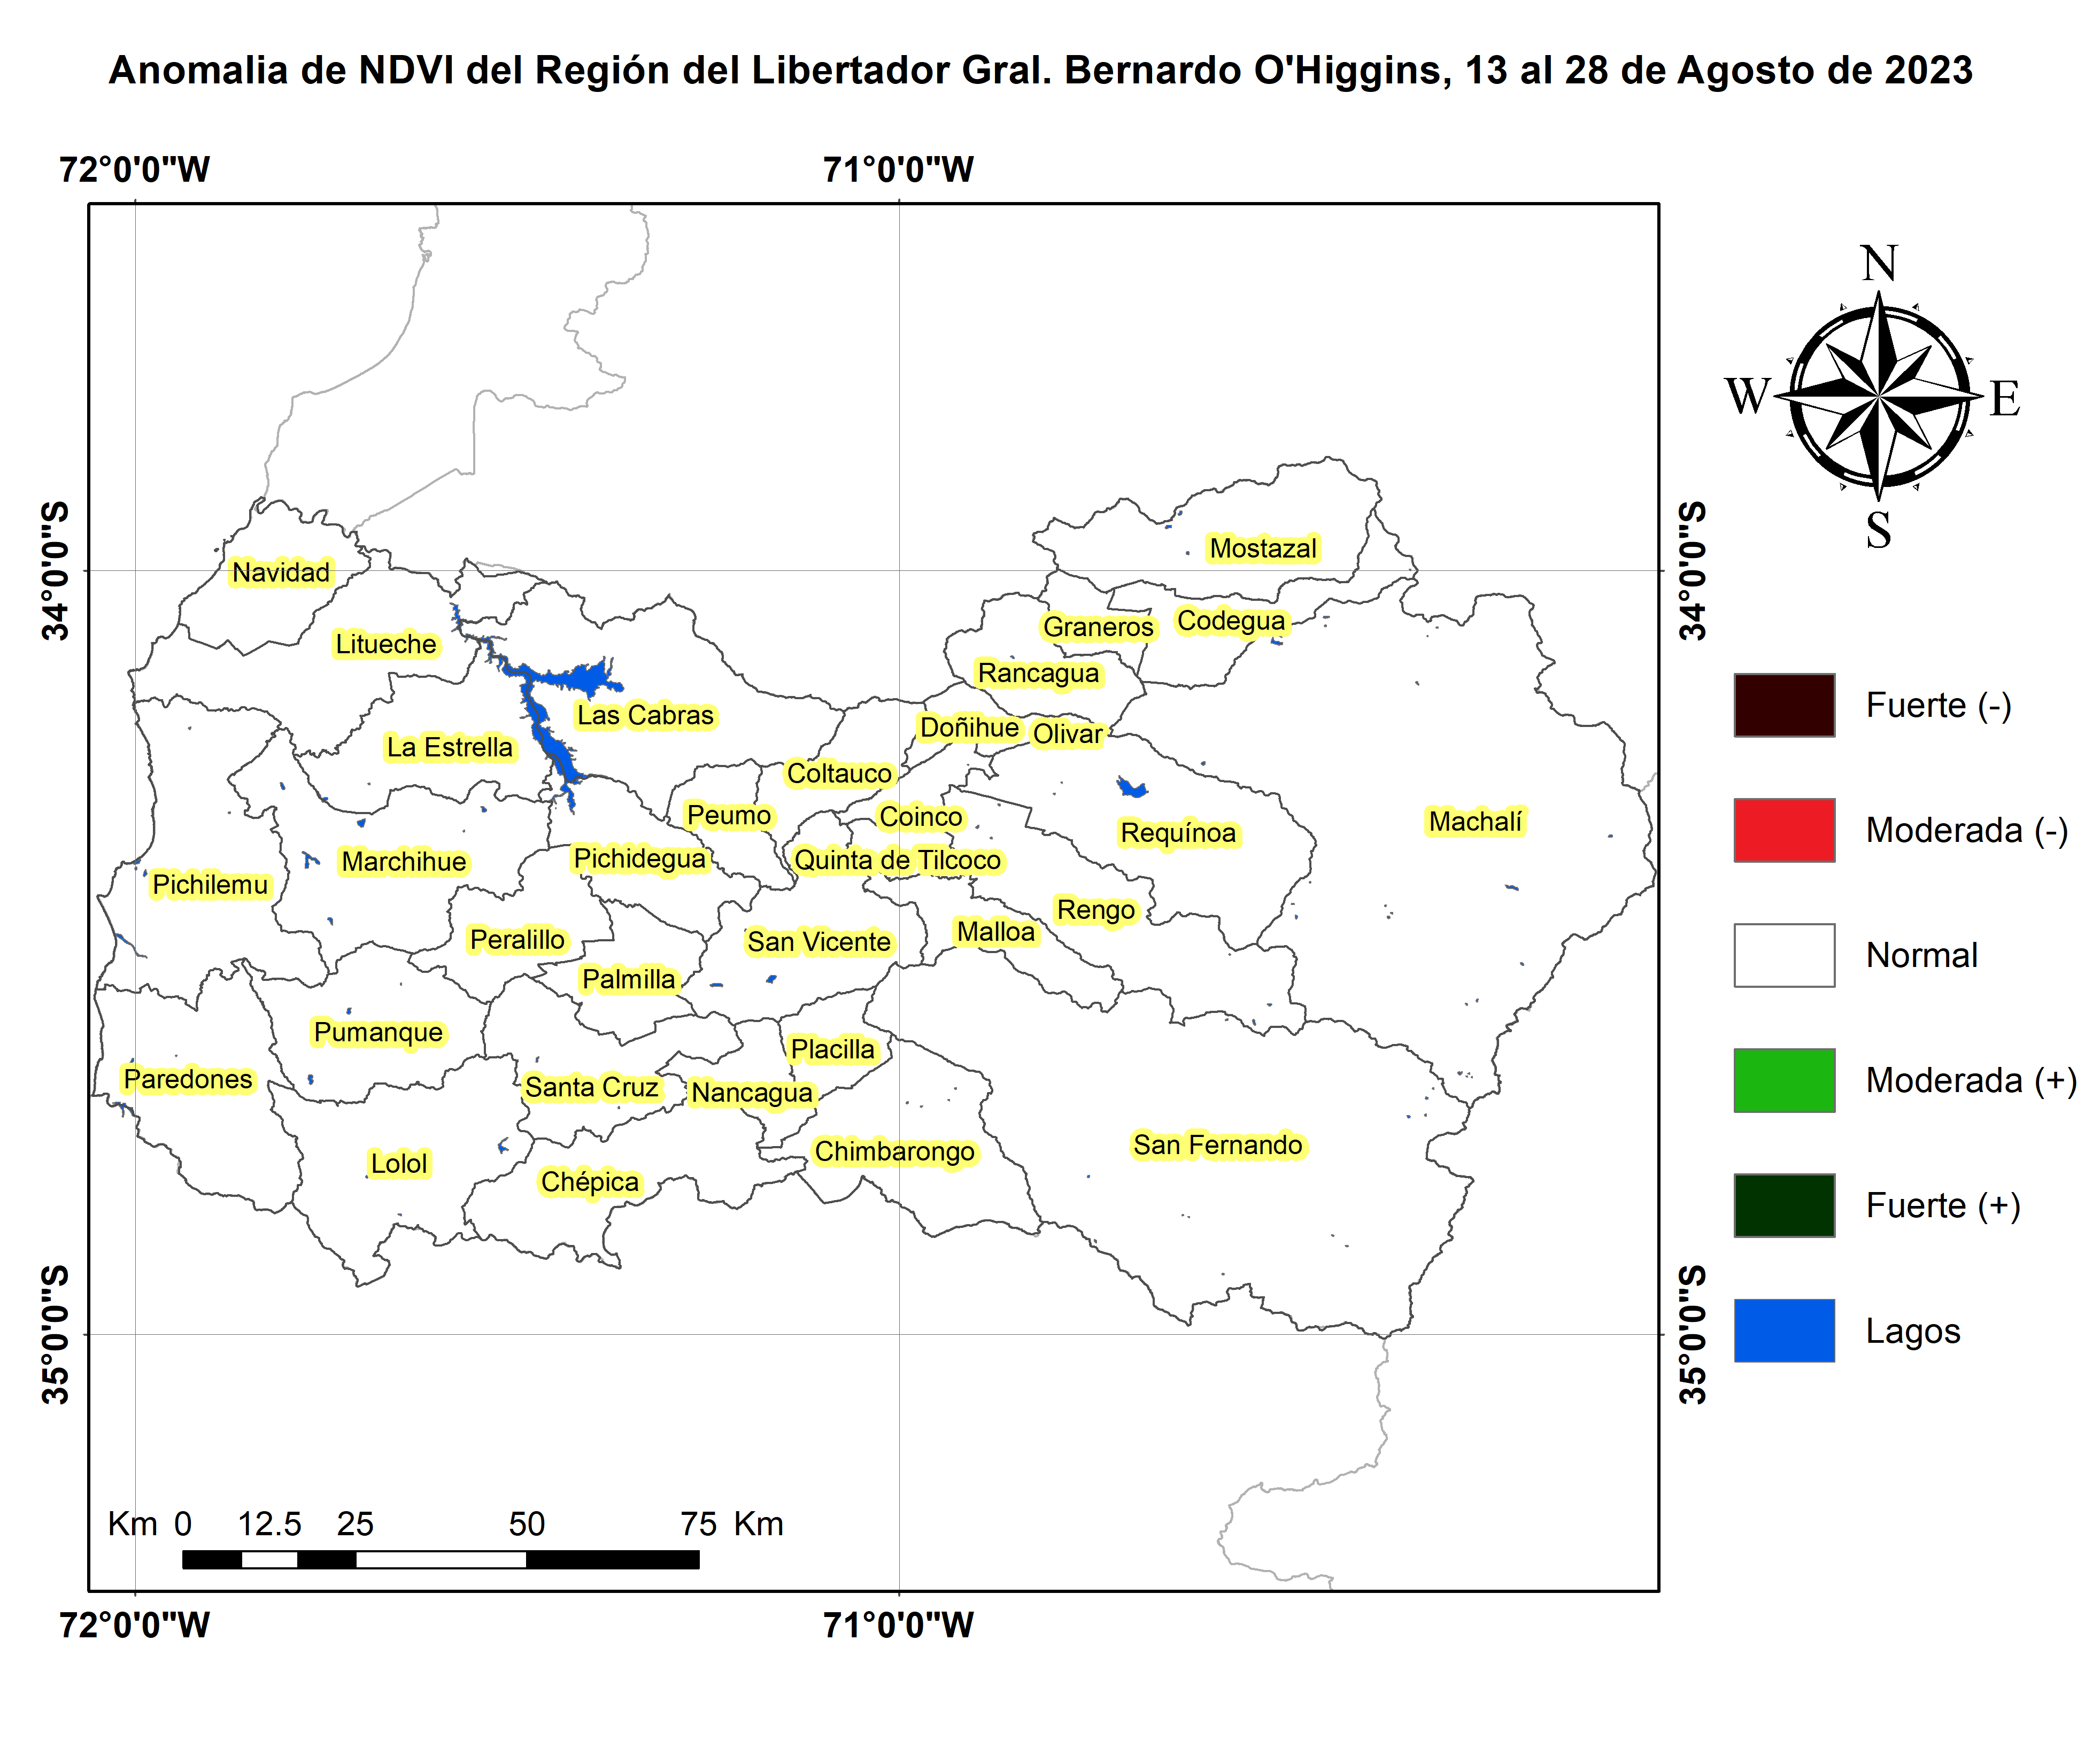 Anomalia de NDVI del Región del Libertador Gral. Bernardo O'Higgins, 13 al 28 de Agosto de 2023
72°0'0"W 71°0'0"W
N
W E
S
34°0'0"S 34°0'0"S
Mostazal
Navidad
Codegua
Graneros
Litueche
Rancagua
Las Cabras
Doñihue
Olivar
La Estrella
Coltauco
Peumo
Coinco
Machalí
Requínoa
Pichidegua
Quinta de Tilcoco
Marchihue
Pichilemu
Rengo
Malloa
Peralillo
San Vicente
Palmilla
Pumanque
Placilla
Paredones
Santa Cruz
Nancagua
San Fernando
Chimbarongo
Lolol
Chépica
Fuerte (-)
Moderada (-)
Normal
Moderada (+)
Fuerte (+)
Lagos
35°0'0"S 35°0'0"S
Km 0 12.5 25 50 75 Km
72°0'0"W 71°0'0"W